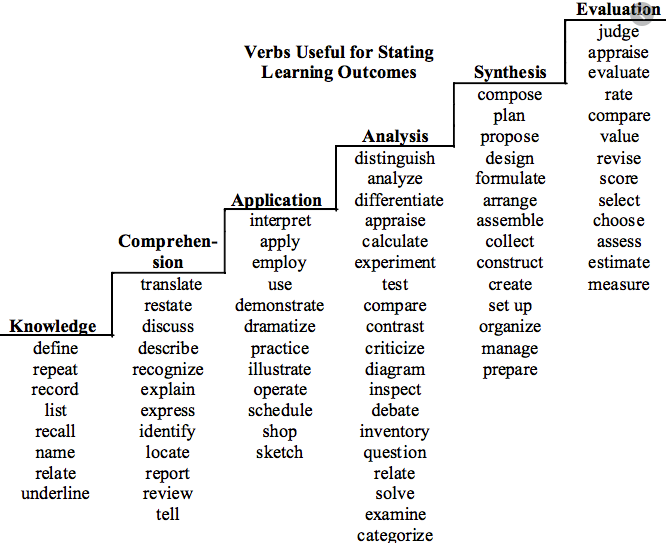 Verbs Useful for Stating
Learning Outcomes
Knowledge
define
repeat
record
list
recall
name
relate
underline
Comprehen-
sion
translate
restate
discuss
describe
recognize
explain
express
identify
locate
report
review
tell
Application
interpret
apply
employ
use
demonstrate
dramatize
practice
illustrate
operate
schedule
shop
sketch
Analysis
distinguish
analyze
differentiate
appraise
calculate
experiment
test
compare
contrast
criticize
diagram
inspect
debate
inventory
question
relate
solve
examine
categorize
Synthesis
compose
plan
propose
design
formulate
arrange
assemble
collect
construct
create
set up
organize
manage
prepare
Evaluation
judge
appraise
evaluate
rate
compare
value
revise
score
select
choose
assess
estimate
measure